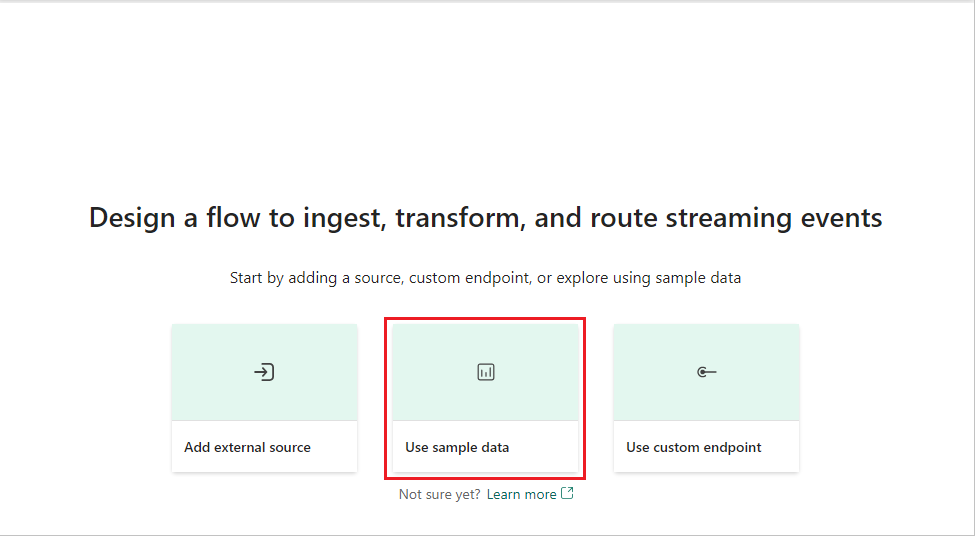 Design a flow to ingest, transform, and route streaming events
Start by adding a source, custom endpoint, or explore using sample data
Add external source
Use sample data
Use custom endpoint
Not sure yet? Learn more